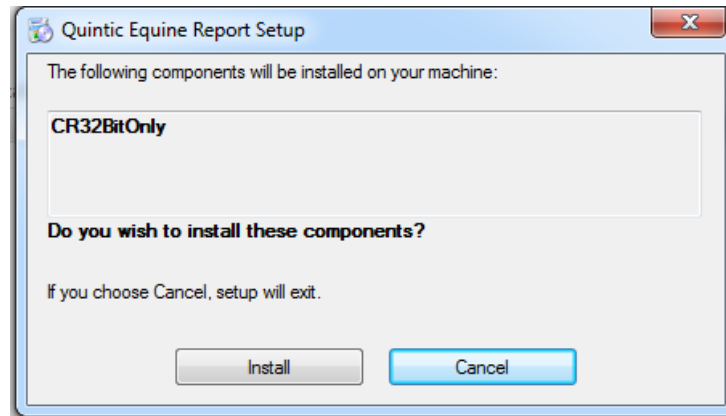 Quintic Equine Report Setup
The following components will be installed on your machine:
CR32BitOnly
Do you wish to install these components?
If you choose Cancel, setup will exit.
Install Cancel